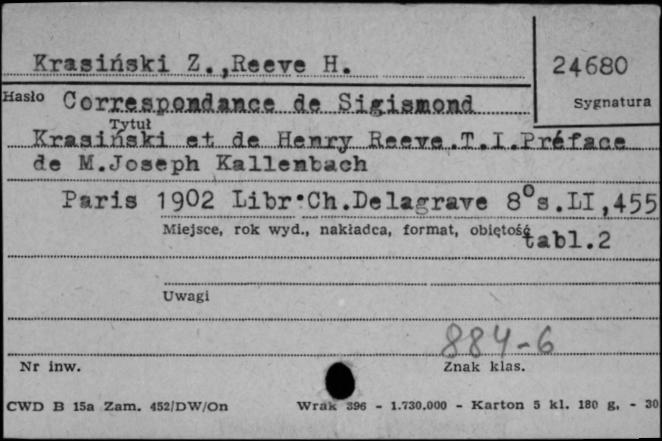 Krasiński Z.,Reeve H.
24680
Hasło
Sygnatura
Correspondance de Sigismond
Tytuł
Krasiński et de Henry Reeve.T.I.Préface
de M.Joseph Kallenbach
Paris 1902 Libr.Ch.Delagrave 8°s.LI,455
Miejsce, rok wyd., nakładca, format, objętość
tabl.2
Uwagi
884-6
Nr inw.
Znak klas.
CWD B 15a Zam. 452/DW/On Wrak 396 - 1.730.000 - Karton 5 kl. 180 g. - 30